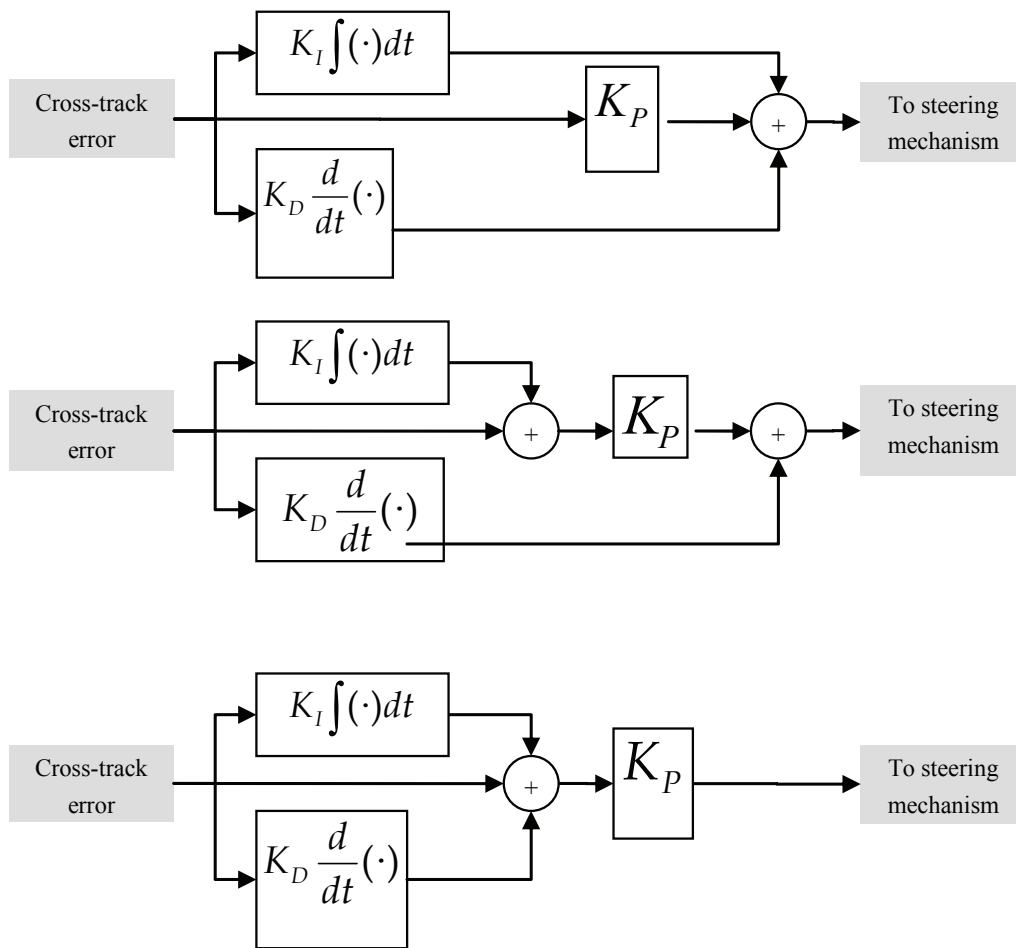 K_I ∫(·)dt
Cross-track
error
K_P
+
To steering
mechanism
K_D d/dt (·)
K_I ∫(·)dt
Cross-track
error
+
K_P
+
To steering
mechanism
K_D d/dt (·)
K_I ∫(·)dt
Cross-track
error
+
K_P
To steering
mechanism
K_D d/dt (·)